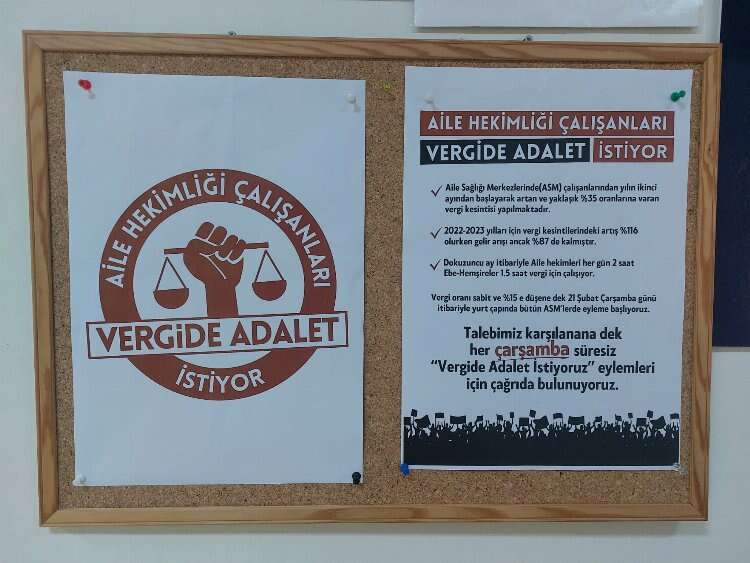 AİLE HEKİMLİĞİ ÇALIŞANLARI
VERGİDE ADALET
İSTİYOR
AİLE HEKİMLİĞİ ÇALIŞANLARI
VERGİDE ADALET İSTİYOR
Aile Sağlığı Merkezlerinde(ASM) çalışanlarından yılın ikinci
ayından başlayarak artan ve yaklaşık %35 oranlarına varan
vergi kesintisi yapılmaktadır.
2022-2023 yılları için vergi kesintilerindeki artış %116
olurken gelir arışı ancak %87 de kalmıştır.
Dokuzuncu ay itibariyle Aile hekimleri her gün 2 saat
Ebe-Hemşireler 1.5 saat vergi için çalışıyor.
Vergi oranı sabit ve %15 e düşene dek 21 Şubat Çarşamba günü
itibariyle yurt çapında bütün ASM'lerde eyleme başlıyoruz.
Talebimiz karşılanana dek
her çarşamba süresiz
“Vergide Adalet İstiyoruz” eylemleri
için çağrıda bulunuyoruz.